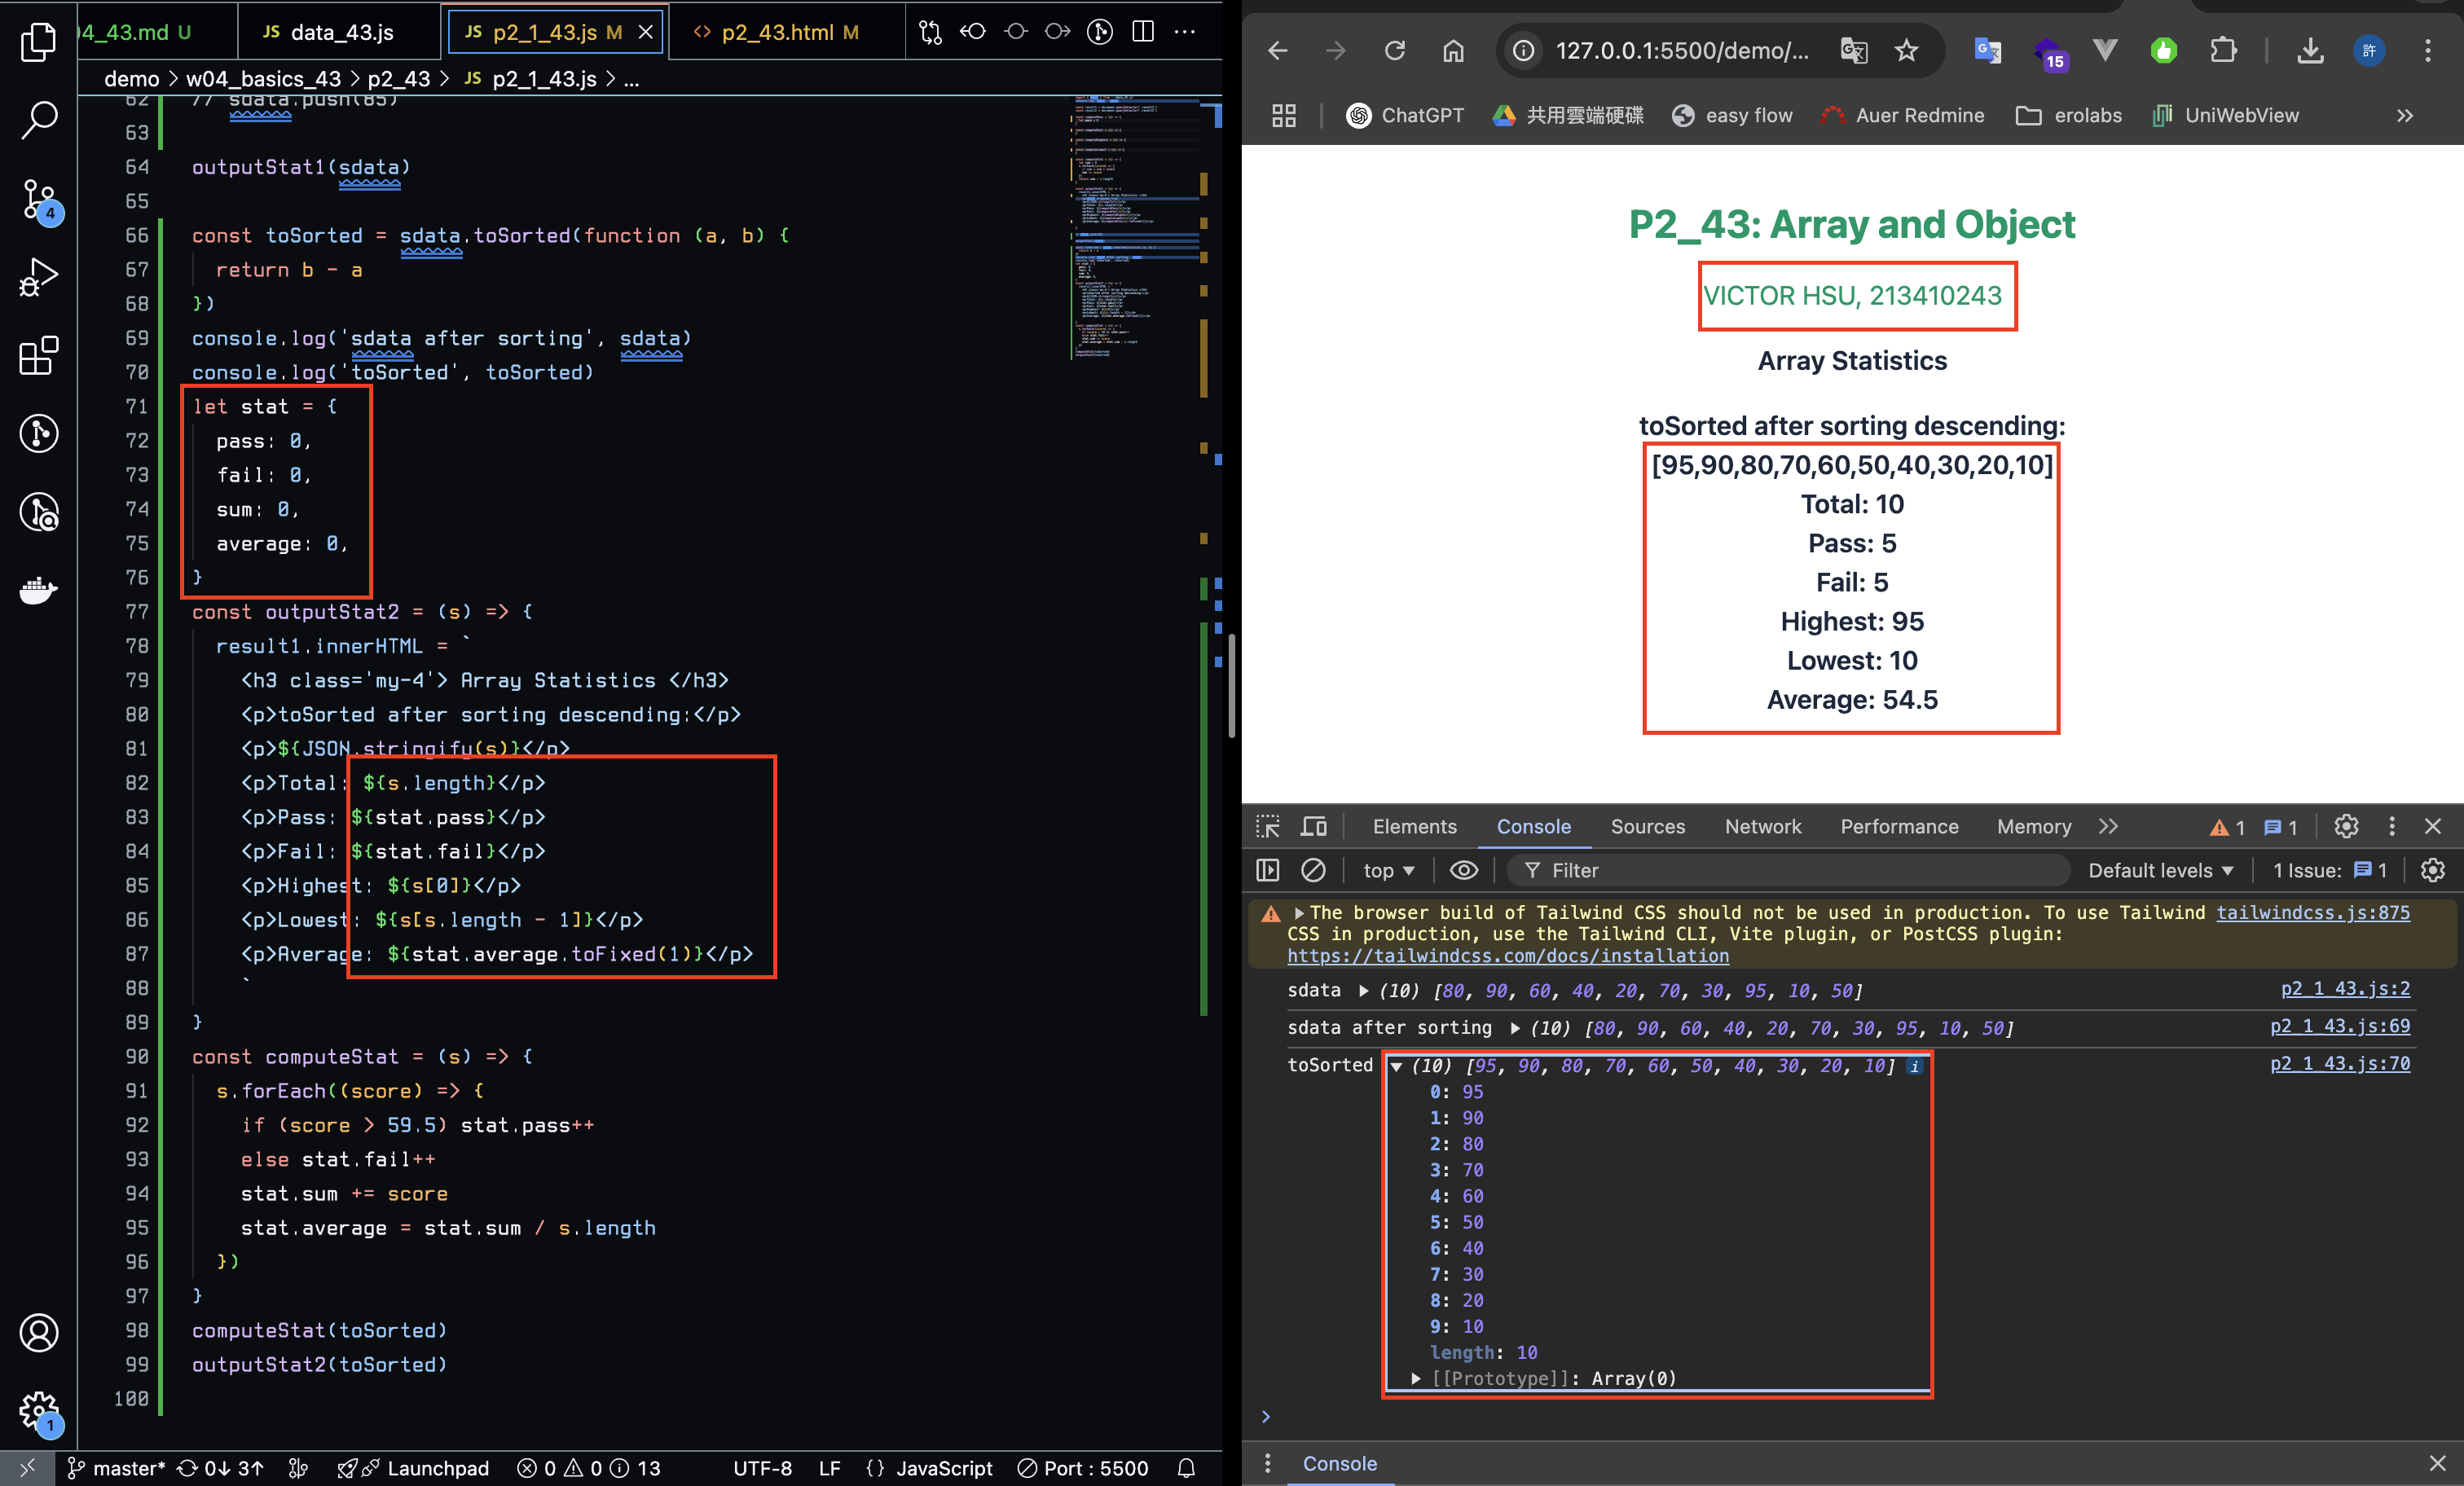 04_43.md U
JS data_43.js
JS p2_1_43.js M
<> p2_43.html M
demo > w04_basics_43 > p2_43 > JS p2_1_43.js > ...
62 // sdata.push(85)
63
64 outputStat1(sdata)
65
66 const toSorted = sdata.toSorted(function (a, b) {
67 return b - a
68 })
69 console.log('sdata after sorting', sdata)
70 console.log('toSorted', toSorted)
71 let stat = {
72 pass: 0,
73 fail: 0,
74 sum: 0,
75 average: 0,
76 }
77 const outputStat2 = (s) => {
78 result1.innerHTML = `
79 <h3 class='my-4'> Array Statistics </h3>
80 <p>toSorted after sorting descending:</p>
81 <p>${JSON.stringify(s)}</p>
82 <p>Total: ${s.length}</p>
83 <p>Pass: ${stat.pass}</p>
84 <p>Fail: ${stat.fail}</p>
85 <p>Highest: ${s[0]}</p>
86 <p>Lowest: ${s[s.length - 1]}</p>
87 <p>Average: ${stat.average.toFixed(1)}</p>
88 `
89 }
90 const computeStat = (s) => {
91 s.forEach((score) => {
92 if (score > 59.5) stat.pass++
93 else stat.fail++
94 stat.sum += score
95 stat.average = stat.sum / s.length
96 })
97 }
98 computeStat(toSorted)
99 outputStat2(toSorted)
100
4
1
master* 0↓ 3↑ Launchpad 0 0 13 UTF-8 LF {} JavaScript Port : 5500
127.0.0.1:5500/demo/...
15
許
ChatGPT 共用雲端硬碟 easy flow Auer Redmine erolabs UniWebView
P2_43: Array and Object
VICTOR HSU, 213410243
Array Statistics
toSorted after sorting descending:
[95,90,80,70,60,50,40,30,20,10]
Total: 10
Pass: 5
Fail: 5
Highest: 95
Lowest: 10
Average: 54.5
Elements Console Sources Network Performance Memory 1 1
top Filter Default levels 1 Issue: 1
The browser build of Tailwind CSS should not be used in production. To use Tailwind tailwindcss.js:875
CSS in production, use the Tailwind CLI, Vite plugin, or PostCSS plugin:
https://tailwindcss.com/docs/installation
sdata (10) [80, 90, 60, 40, 20, 70, 30, 95, 10, 50] p2_1_43.js:2
sdata after sorting (10) [80, 90, 60, 40, 20, 70, 30, 95, 10, 50] p2_1_43.js:69
toSorted (10) [95, 90, 80, 70, 60, 50, 40, 30, 20, 10] i p2_1_43.js:70
0: 95
1: 90
2: 80
3: 70
4: 60
5: 50
6: 40
7: 30
8: 20
9: 10
length: 10
[[Prototype]]: Array(0)
Console